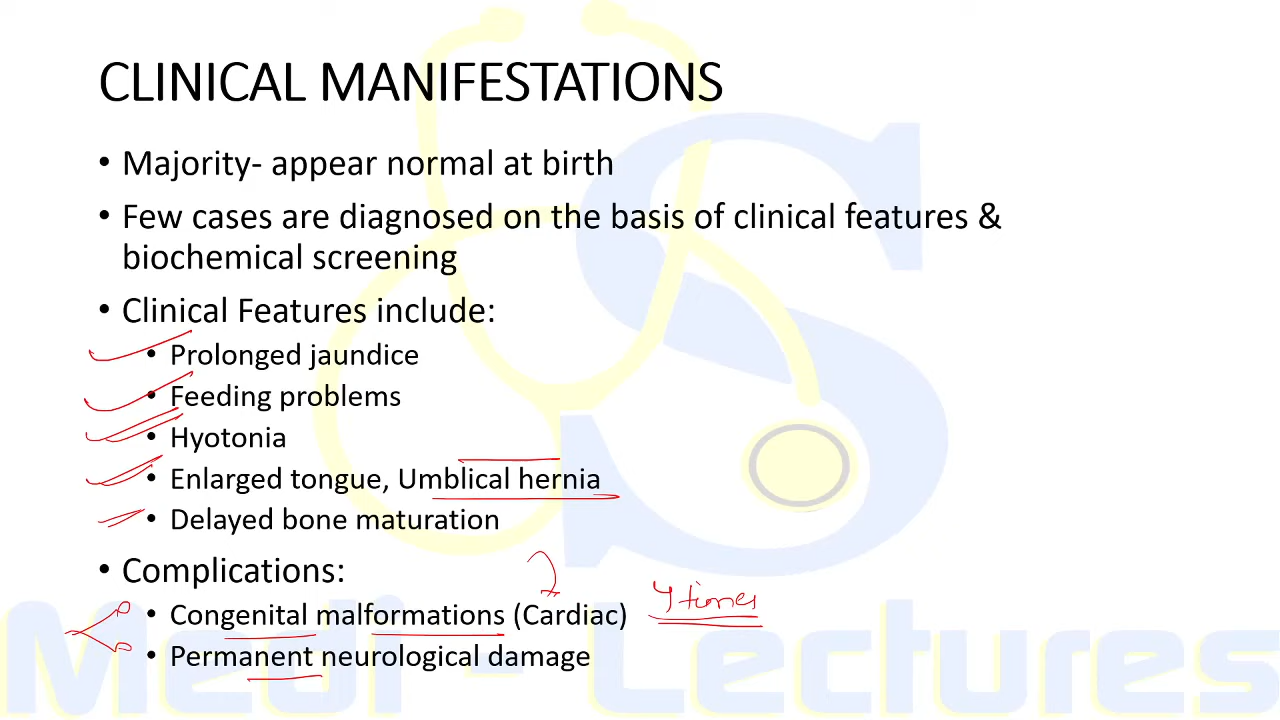 CLINICAL MANIFESTATIONS
• Majority- appear normal at birth
• Few cases are diagnosed on the basis of clinical features &
biochemical screening
• Clinical Features include:
• Prolonged jaundice
• Feeding problems
• Hyotonia
• Enlarged tongue, Umblical hernia
• Delayed bone maturation
• Complications:
• Congenital malformations (Cardiac) 4 times
• Permanent neurological damage
Medi - Lectures